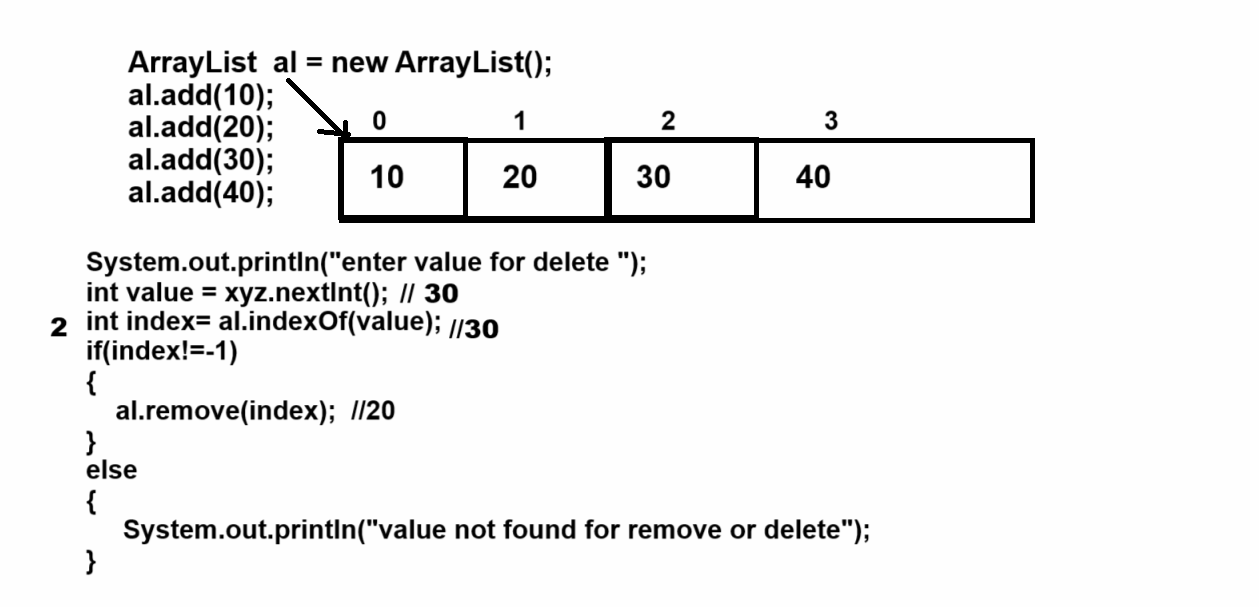 ArrayList al = new ArrayList();
al.add(10);
al.add(20);
al.add(30);
al.add(40);
0 1 2 3
10 20 30 40
System.out.println("enter value for delete ");
int value = xyz.nextInt(); // 30
2 int index= al.indexOf(value); //30
if(index!=-1)
{
al.remove(index); //20
}
else
{
System.out.println("value not found for remove or delete");
}